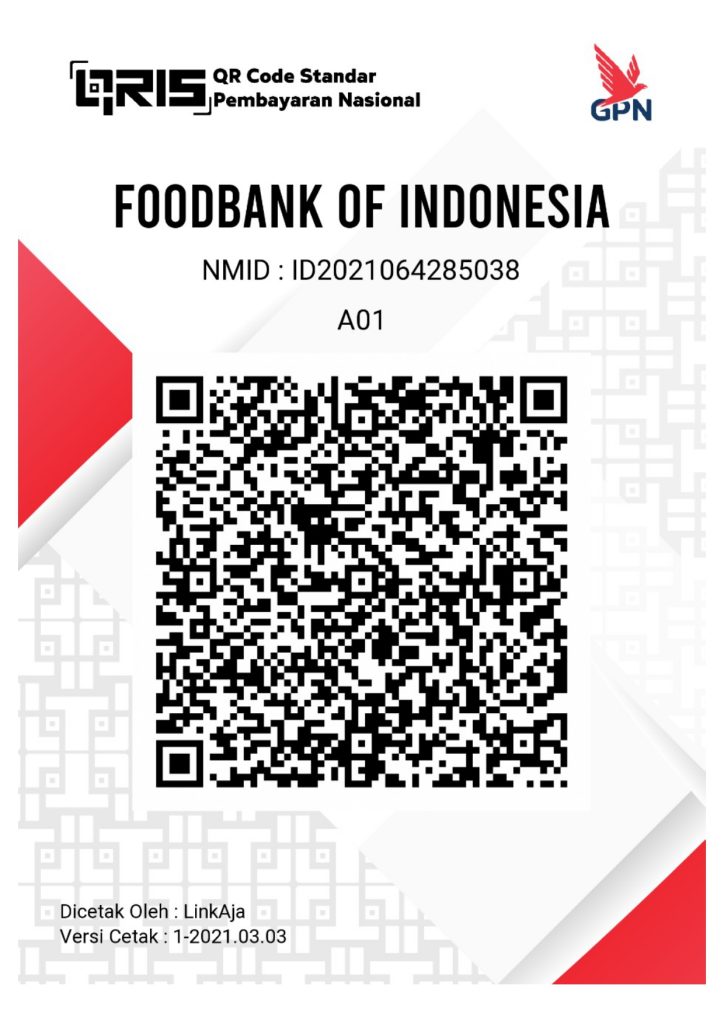 QRIS QR Code Standar
Pembayaran Nasional
GPN
FOODBANK OF INDONESIA
NMID : ID2021064285038
A01
Dicetak Oleh : LinkAja
Versi Cetak : 1-2021.03.03